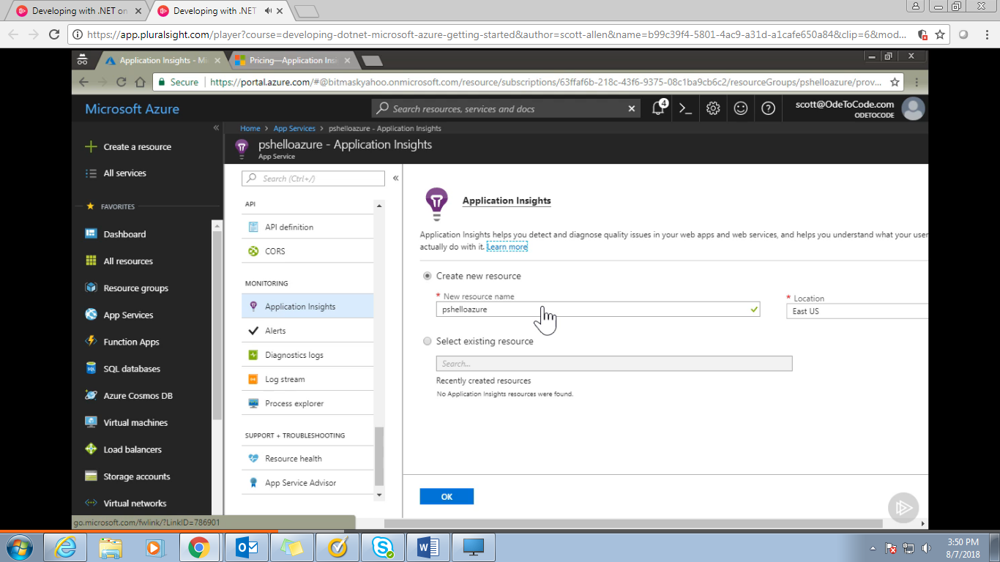 Developing with .NET on
Developing with .NET
https://app.pluralsight.com/player?course=developing-dotnet-microsoft-azure-getting-started&author=scott-allen&name=b99c39f4-5801-4ac9-a31d-a1cafe650a84&clip=6&mod...
Application Insights - Mi
Pricing—Application Insi
Secure
https://portal.azure.com/#@bitmaskyahoo.onmicrosoft.com/resource/subscriptions/63ffaf6b-218c-43f6-9375-08c1ba9cb6c2/resourceGroups/pshelloazure/prov...
Microsoft Azure
Search resources, services and docs
4
scott@OdeToCode.com
ODETOCODE
Home > App Services > pshelloazure - Application Insights
pshelloazure - Application Insights
App Service
Create a resource
All services
FAVORITES
Dashboard
All resources
Resource groups
App Services
Function Apps
SQL databases
Azure Cosmos DB
Virtual machines
Load balancers
Storage accounts
Virtual networks
Search (Ctrl+/)
API
API definition
CORS
MONITORING
Application Insights
Alerts
Diagnostics logs
Log stream
Process explorer
SUPPORT + TROUBLESHOOTING
Resource health
App Service Advisor
Application Insights
Application Insights helps you detect and diagnose quality issues in your web apps and web services, and helps you understand what your user
actually do with it. Learn more
Create new resource
* New resource name
pshelloazure
* Location
East US
Select existing resource
Search...
Recently created resources
No Application Insights resources were found.
OK
go.microsoft.com/fwlink/?LinkID=786901
3:50 PM
8/7/2018